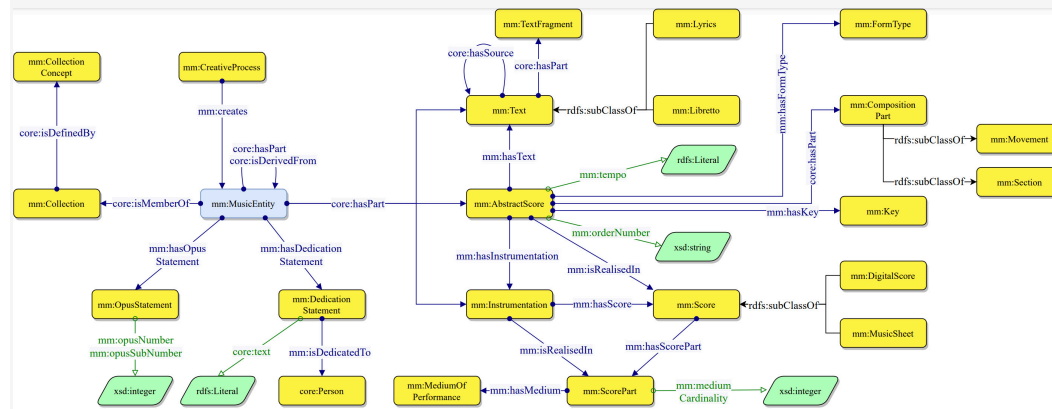 mm:TextFragment
mm:Lyrics
mm:FormType
mm:Collection
Concept
mm:CreativeProcess
core:hasSource
core:hasPart
mm:hasFormType
mm:creates
mm:Text
rdfs:subClassOf
mm:Libretto
mm:Composition
Part
core:isDefinedBy
core:hasPart
core:isDerivedFrom
mm:hasText
mm:tempo
rdfs:Literal
core:hasPart
rdfs:subClassOf
mm:Movement
rdfs:subClassOf
mm:Section
mm:Collection
core:isMemberOf
mm:MusicEntity
core:hasPart
mm:AbstractScore
mm:hasKey
mm:Key
mm:orderNumber
xsd:string
mm:hasOpus
Statement
mm:hasDedication
Statement
mm:hasInstrumentation
mm:isRealisedIn
mm:DigitalScore
mm:OpusStatement
mm:Dedication
Statement
mm:Instrumentation
mm:hasScore
mm:Score
rdfs:subClassOf
mm:MusicSheet
mm:opusNumber
mm:opusSubNumber
core:text
mm:isDedicatedTo
mm:isRealisedIn
mm:hasScorePart
xsd:integer
rdfs:Literal
core:Person
mm:MediumOf
Performance
mm:hasMedium
mm:ScorePart
mm:medium
Cardinality
xsd:integer